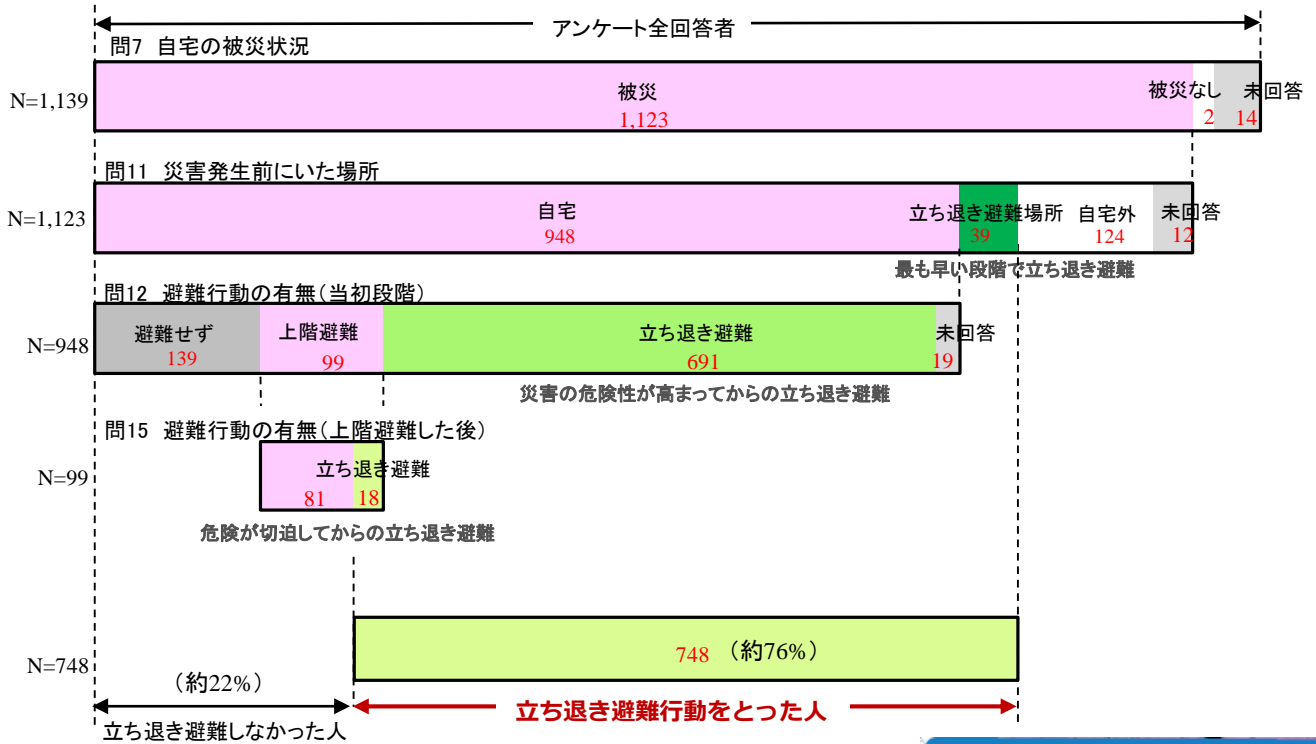 アンケート全回答者
問7 自宅の被災状況
N=1,139
被災
1,123
被災なし
2
未回答
14
問11 災害発生前にいた場所
N=1,123
自宅
948
立ち退き避難場所
39
自宅外
124
未回答
12
最も早い段階で立ち退き避難
問12 避難行動の有無(当初段階)
N=948
避難せず
139
上階避難
99
立ち退き避難
691
未回答
19
災害の危険性が高まってからの立ち退き避難
問15 避難行動の有無(上階避難した後)
N=99
立ち退き避難
81
18
危険が切迫してからの立ち退き避難
N=748
748 (約76%)
(約22%)
立ち退き避難しなかった人
立ち退き避難行動をとった人